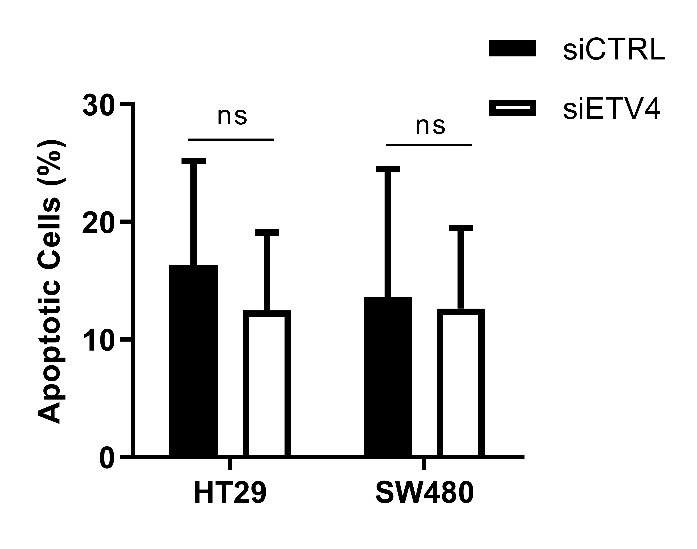 siCTRL
siETV4
Apoptotic Cells (%)
30
20
10
0
ns
ns
HT29
SW480